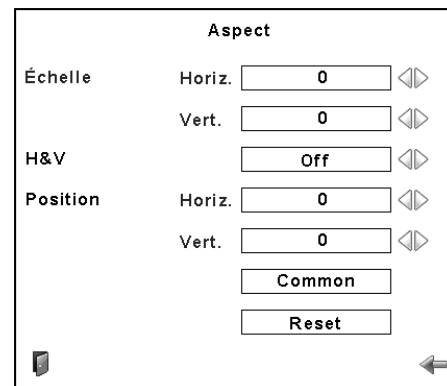 Aspect
Échelle Horiz. 0
Vert. 0
H&V Off
Position Horiz. 0
Vert. 0
Common
Reset